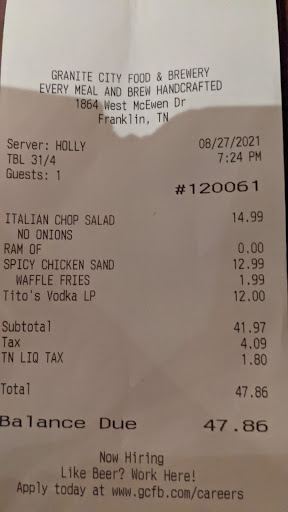 GRANITE CITY FOOD & BREWERY
EVERY MEAL AND BREW HANDCRAFTED
1864 West McEwen Dr
Franklin, TN
Server: HOLLY 08/27/2021
TBL 31/4 7:24 PM
Guests: 1
#120061
ITALIAN CHOP SALAD 14.99
NO ONIONS
RAM OF 0.00
SPICY CHICKEN SAND 12.99
WAFFLE FRIES 1.99
Tito's Vodka LP 12.00
Subtotal 41.97
Tax 4.09
TN LIQ TAX 1.80
Total 47.86
Balance Due 47.86
Now Hiring
Like Beer? Work Here!
Apply today at www.gcfb.com/careers